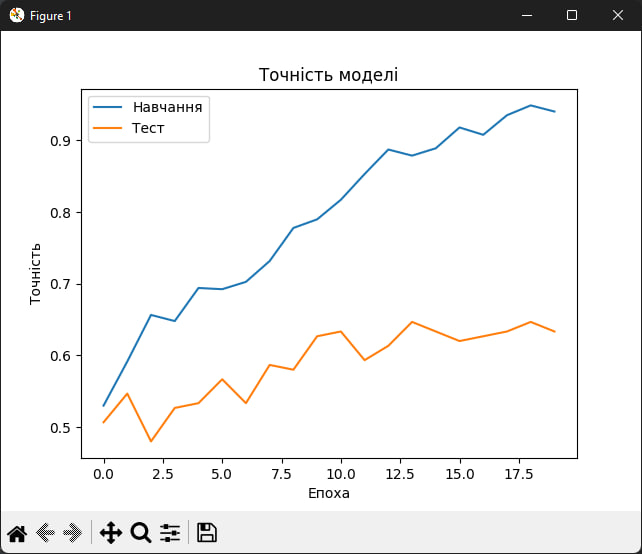 Figure 1
Точність моделі
Навчання
Тест
0.9
0.8
0.7
0.6
0.5
Точність
0.0 2.5 5.0 7.5 10.0 12.5 15.0 17.5
Епоха